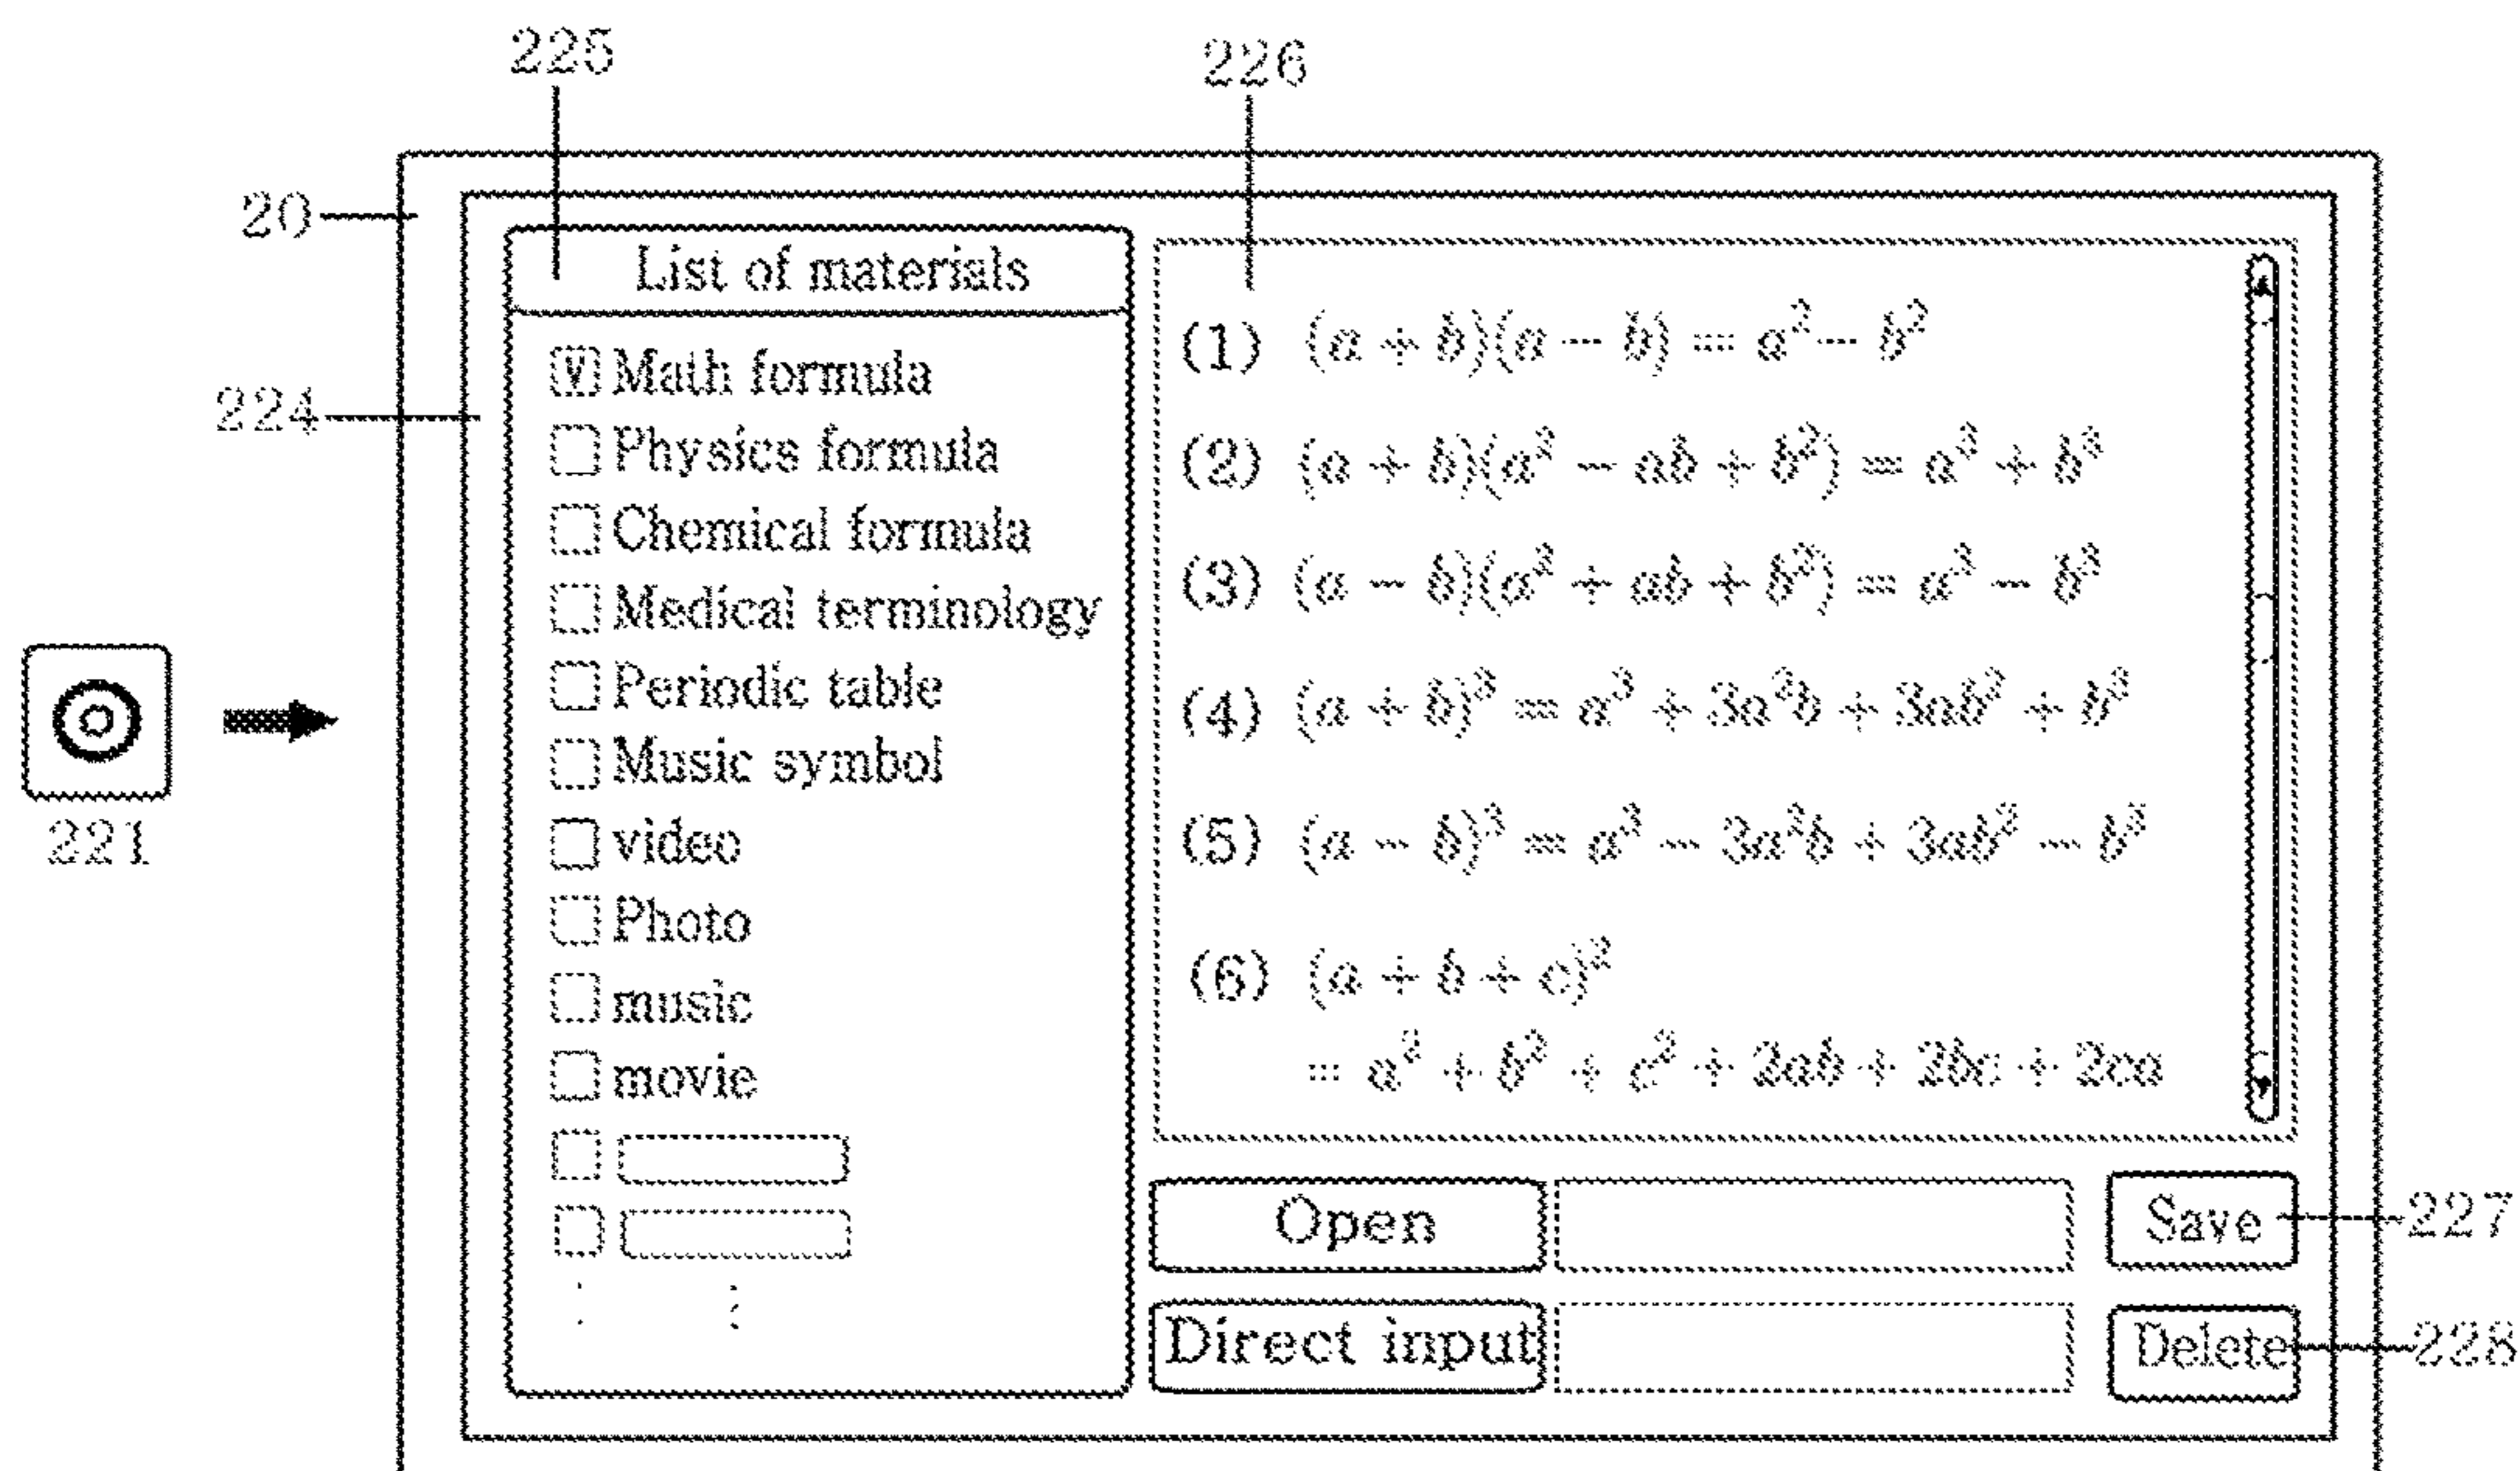 225
226
20
List of materials
224
V Math formula
Physics formula
Chemical formula
Medical terminology
Periodic table
Music symbol
video
Photo
music
movie
221
(1) (a + b)(a − b) = a² − b²
(2) (a + b)(a² − ab + b²) = a³ + b³
(3) (a − b)(a² + ab + b²) = a³ − b³
(4) (a + b)³ = a³ + 3a²b + 3ab² + b³
(5) (a − b)³ = a³ − 3a²b + 3ab² − b³
(6) (a + b + c)²
= a² + b² + c² + 2ab + 2bc + 2ca
Open
Save
227
Direct input
Delete
228